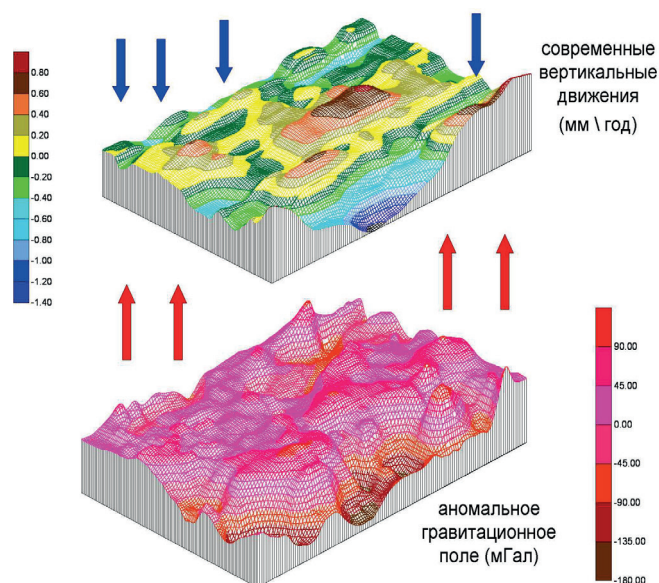 современные
вертикальные
движения
(мм \ год)
0.80
0.60
0.40
0.20
0.00
-0.20
-0.40
-0.60
-0.80
-1.00
-1.20
-1.40
90.00
45.00
0.00
-45.00
-90.00
-135.00
-180.00
аномальное
гравитационное
поле (мГал)